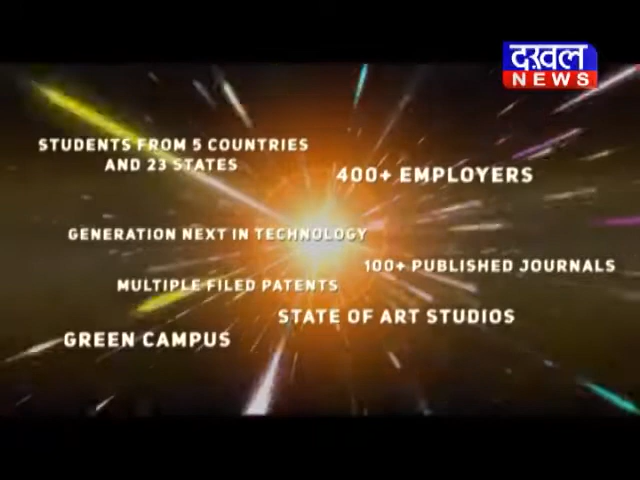 दख़ल
NEWS
STUDENTS FROM 5 COUNTRIES
AND 23 STATES
400+ EMPLOYERS
GENERATION NEXT IN TECHNOLOGY
100+ PUBLISHED JOURNALS
MULTIPLE FILED PATENTS
STATE OF ART STUDIOS
GREEN CAMPUS